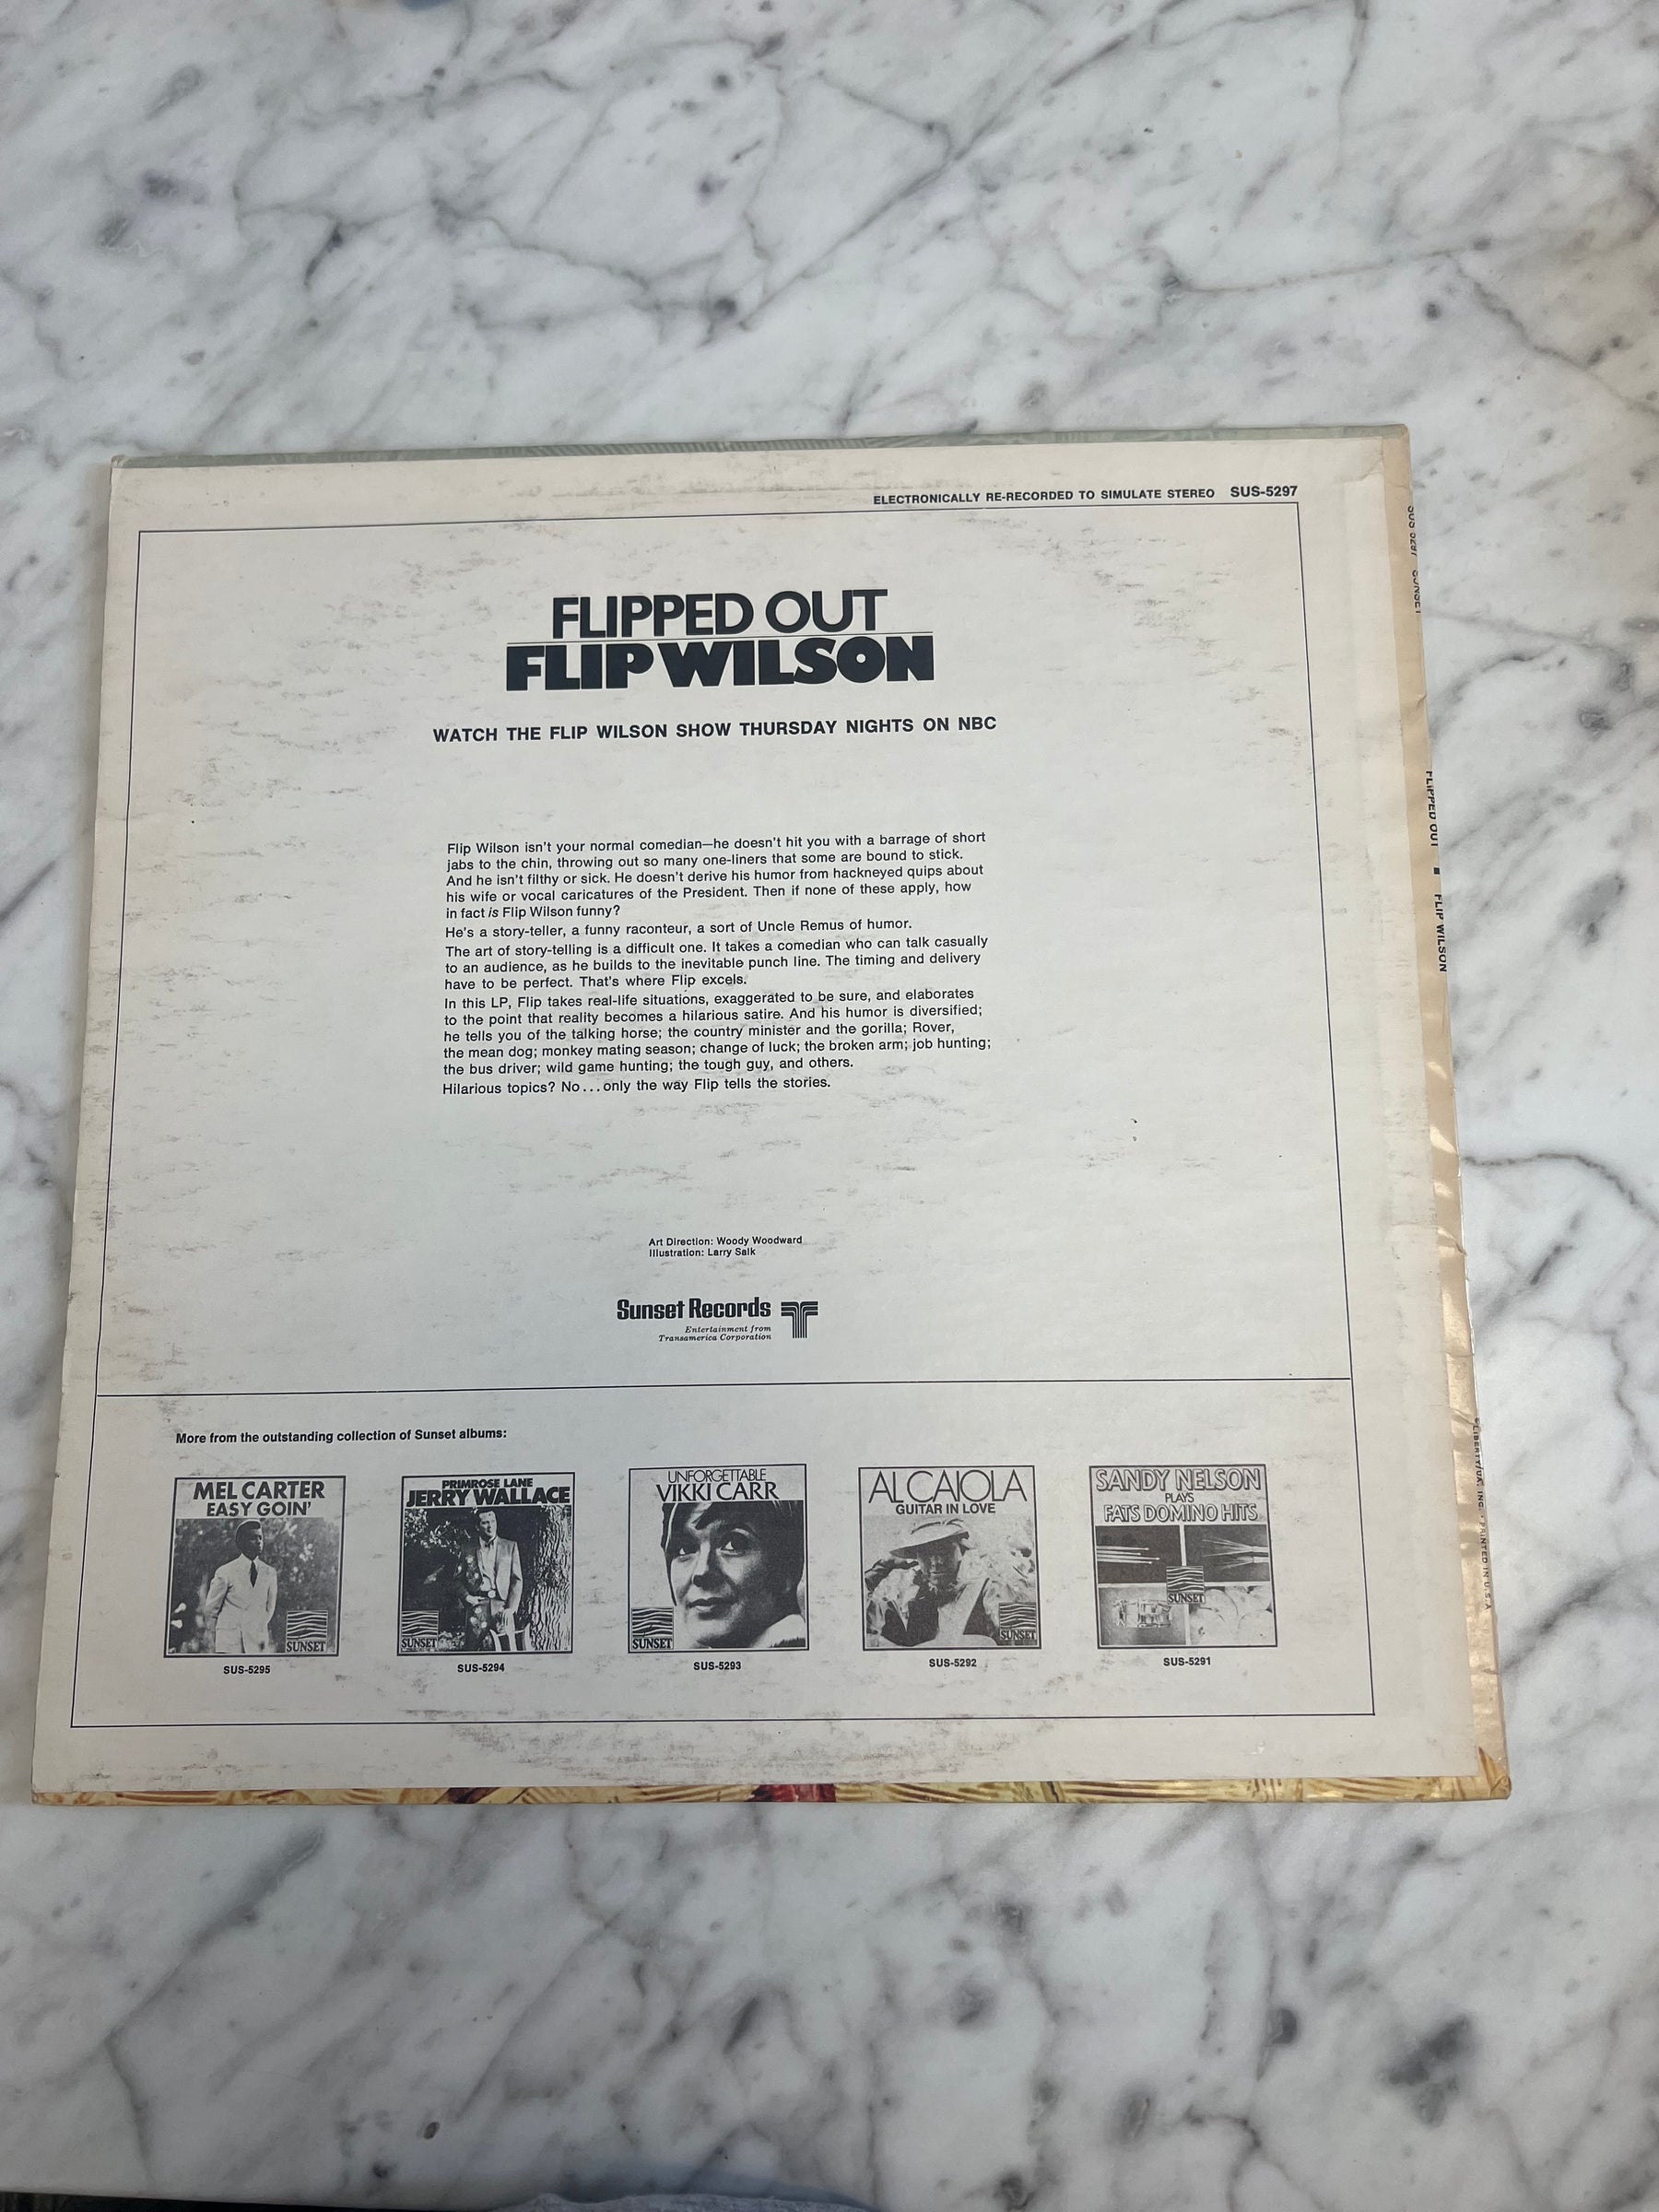 ELECTRONICALLY RE-RECORDED TO SIMULATE STEREO SUS-5297
FLIPPED OUT
FLIP WILSON
WATCH THE FLIP WILSON SHOW THURSDAY NIGHTS ON NBC
Flip Wilson isn't your normal comedian—he doesn't hit you with a barrage of short
jabs to the chin, throwing out so many one-liners that some are bound to stick.
And he isn't filthy or sick. He doesn't derive his humor from hackneyed quips about
his wife or vocal caricatures of the President. Then if none of these apply, how
in fact is Flip Wilson funny?
He's a story-teller, a funny raconteur, a sort of Uncle Remus of humor.
The art of story-telling is a difficult one. It takes a comedian who can talk casually
to an audience, as he builds to the inevitable punch line. The timing and delivery
have to be perfect. That's where Flip excels.
In this LP, Flip takes real-life situations, exaggerated to be sure, and elaborates
to the point that reality becomes a hilarious satire. And his humor is diversified;
he tells you of the talking horse; the country minister and the gorilla; Rover,
the mean dog; monkey mating season; change of luck; the broken arm; job hunting;
the bus driver; wild game hunting; the tough guy, and others.
Hilarious topics? No...only the way Flip tells the stories.
Art Direction: Woody Woodward
Illustration: Larry Salk
Sunset Records
Entertainment from
Transamerica Corporation
More from the outstanding collection of Sunset albums:
MEL CARTER
EASY GOIN'
SUNSET
SUS-5295
PRIMROSE LANE
JERRY WALLACE
SUNSET
SUS-5294
UNFORGETTABLE
VIKKI CARR
SUNSET
SUS-5293
AL CAIOLA
GUITAR IN LOVE
SUNSET
SUS-5292
SANDY NELSON
PLAYS
FATS DOMINO HITS
SUNSET
SUS-5291
SUS 5297 SUNSET
FLIPPED OUT ■ FLIP WILSON
LIBERTY/UA, INC. PRINTED IN U.S.A.